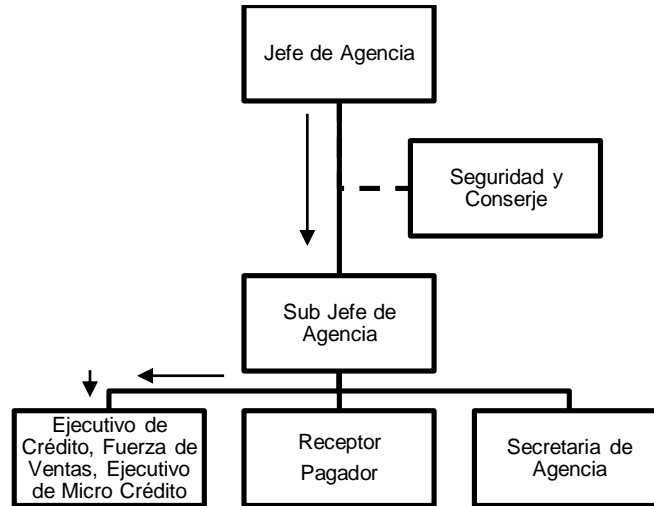 Jefe de Agencia
Seguridad y
Conserje
Sub Jefe de
Agencia
Ejecutivo de
Crédito, Fuerza de
Ventas, Ejecutivo
de Micro Crédito
Receptor
Pagador
Secretaria de
Agencia